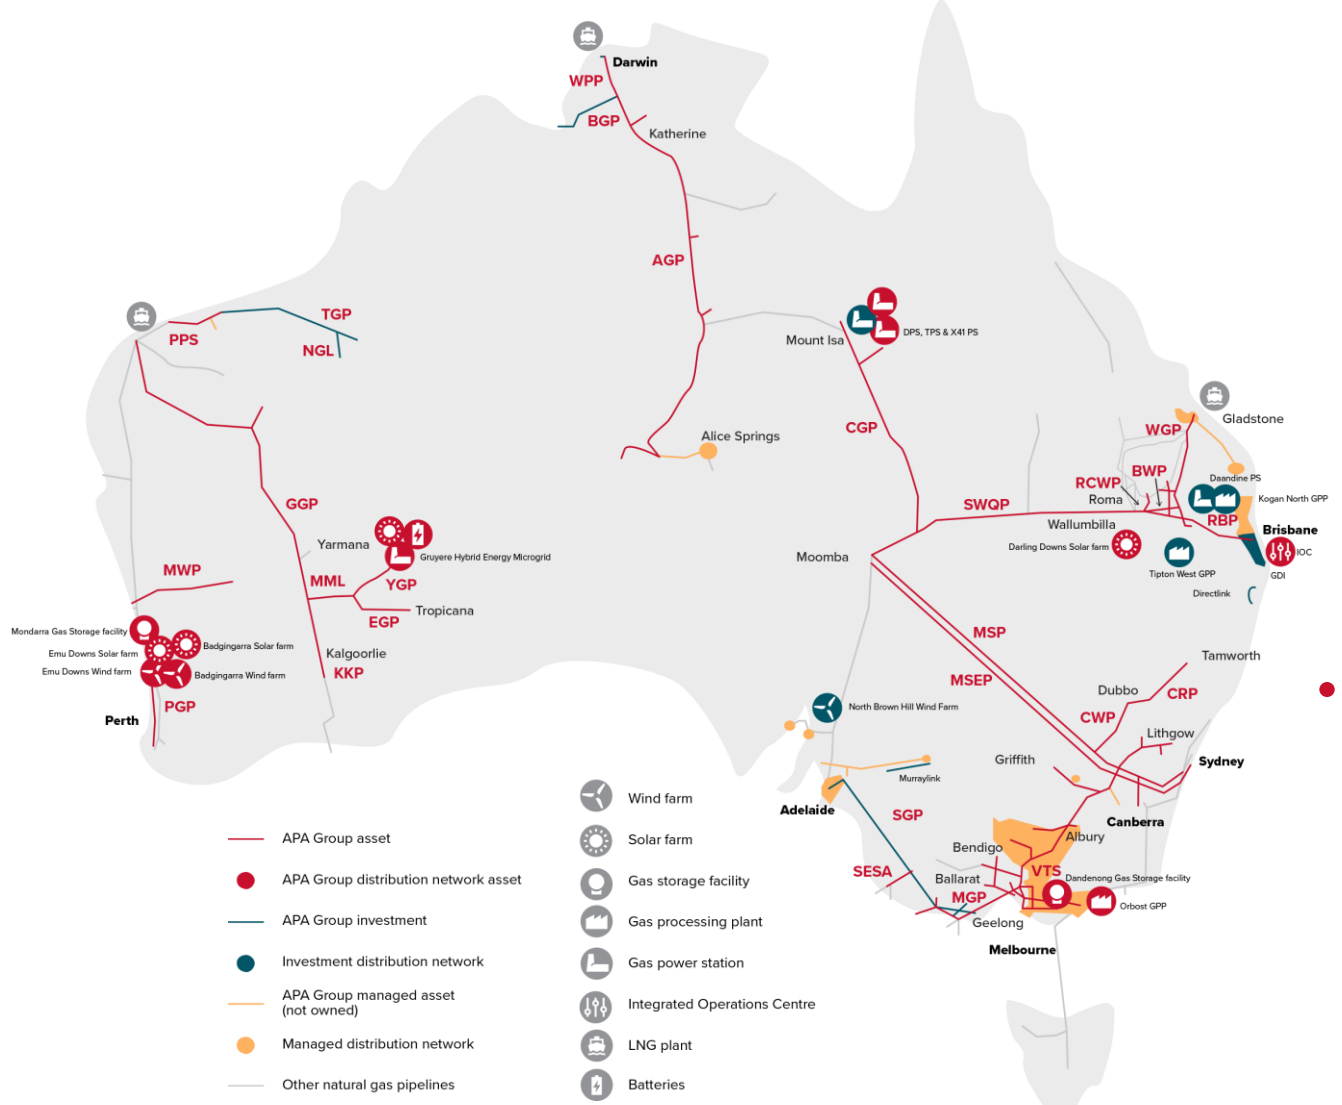 Darwin
WPP
BGP
Katherine
AGP
TGP
PPS
NGL
Mount Isa
DPS, TPS & X41 PS
CGP
Alice Springs
Gladstone
WGP
BWP
RCWP
Roma
Daandine PS
Kogan North GPP
SWQP
Wallumbilla
RBP
Brisbane
Darling Downs Solar farm
IOC
Tipton West GPP
GDI
Directlink
GGP
Yarmana
Gruyere Hybrid Energy Microgrid
Moomba
MWP
MML
YGP
EGP
Tropicana
Mondarra Gas Storage facility
Emu Downs Solar farm
Badgingarra Solar farm
Emu Downs Wind farm
Badgingarra Wind farm
Kalgoorlie
KKP
PGP
Perth
MSP
MSEP
Tamworth
Dubbo
CRP
CWP
Lithgow
North Brown Hill Wind Farm
Griffith
Sydney
Murraylink
Adelaide
SGP
Canberra
Albury
Bendigo
SESA
Ballarat
VTS
Dandenong Gas Storage facility
MGP
Orbost GPP
Geelong
Melbourne
APA Group asset
APA Group distribution network asset
APA Group investment
Investment distribution network
APA Group managed asset
(not owned)
Managed distribution network
Other natural gas pipelines
Wind farm
Solar farm
Gas storage facility
Gas processing plant
Gas power station
Integrated Operations Centre
LNG plant
Batteries